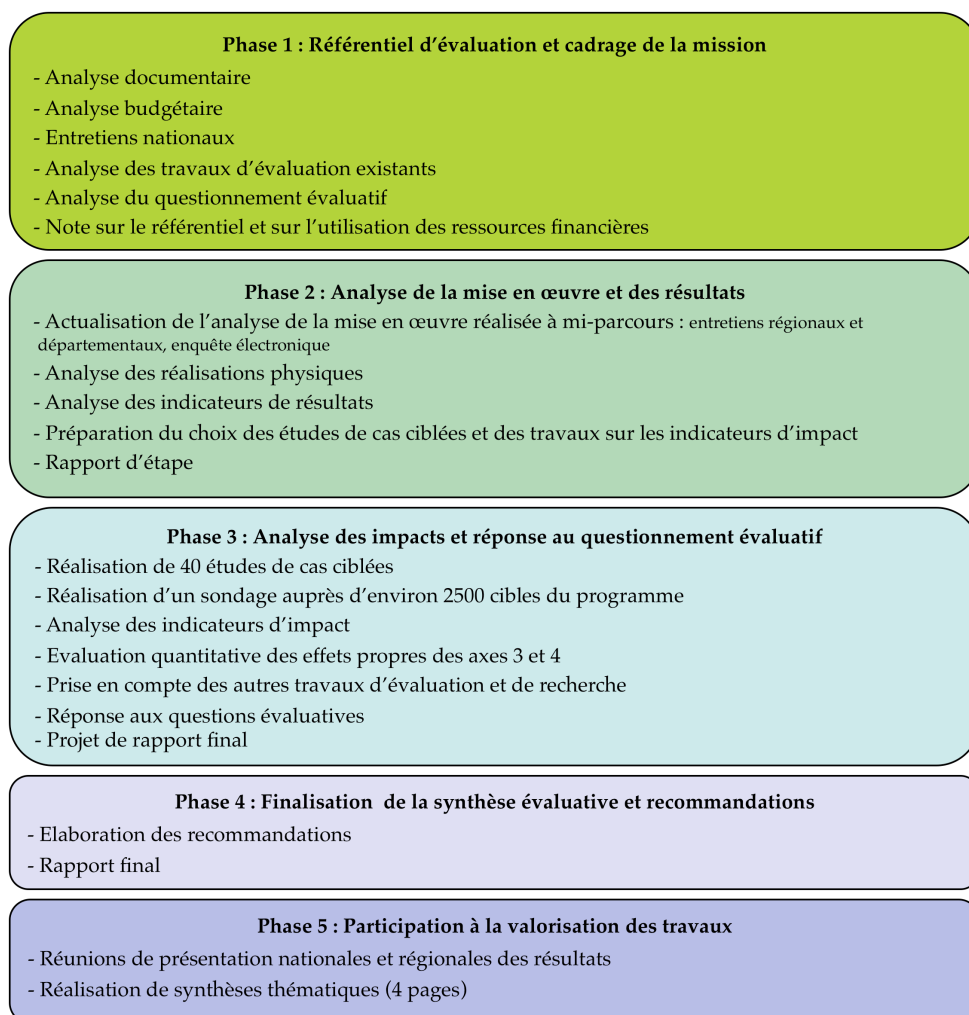 Phase 1 : Référentiel d’évaluation et cadrage de la mission
- Analyse documentaire
- Analyse budgétaire
- Entretiens nationaux
- Analyse des travaux d’évaluation existants
- Analyse du questionnement évaluatif
- Note sur le référentiel et sur l’utilisation des ressources financières
Phase 2 : Analyse de la mise en œuvre et des résultats
- Actualisation de l’analyse de la mise en œuvre réalisée à mi-parcours : entretiens régionaux et
départementaux, enquête électronique
- Analyse des réalisations physiques
- Analyse des indicateurs de résultats
- Préparation du choix des études de cas ciblées et des travaux sur les indicateurs d’impact
- Rapport d’étape
Phase 3 : Analyse des impacts et réponse au questionnement évaluatif
- Réalisation de 40 études de cas ciblées
- Réalisation d’un sondage auprès d’environ 2500 cibles du programme
- Analyse des indicateurs d’impact
- Evaluation quantitative des effets propres des axes 3 et 4
- Prise en compte des autres travaux d’évaluation et de recherche
- Réponse aux questions évaluatives
- Projet de rapport final
Phase 4 : Finalisation de la synthèse évaluative et recommandations
- Elaboration des recommandations
- Rapport final
Phase 5 : Participation à la valorisation des travaux
- Réunions de présentation nationales et régionales des résultats
- Réalisation de synthèses thématiques (4 pages)